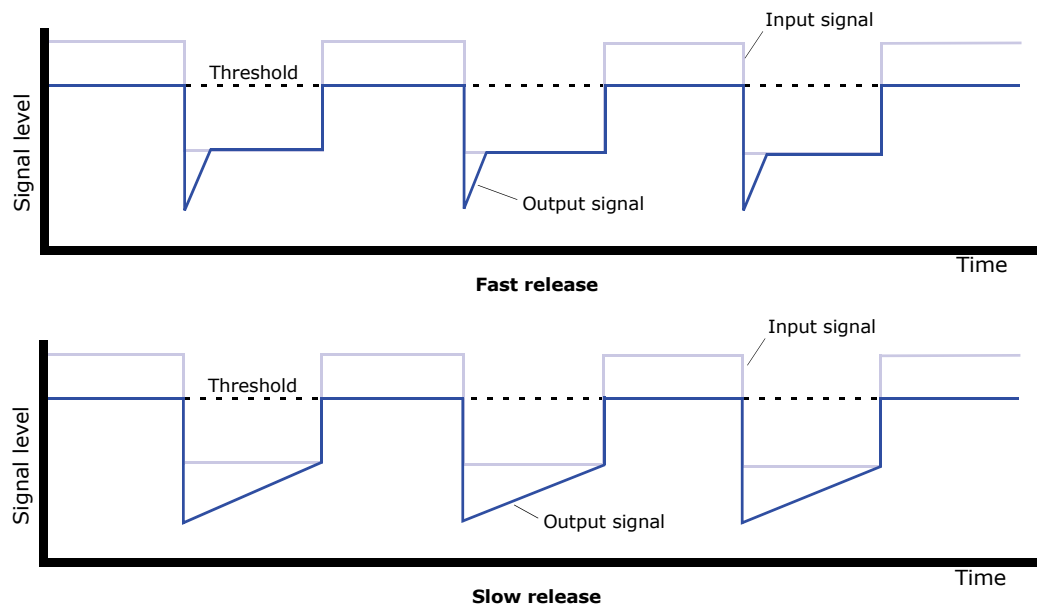 Input signal
Threshold
Signal level
Output signal
Time
Fast release
Input signal
Threshold
Signal level
Output signal
Time
Slow release